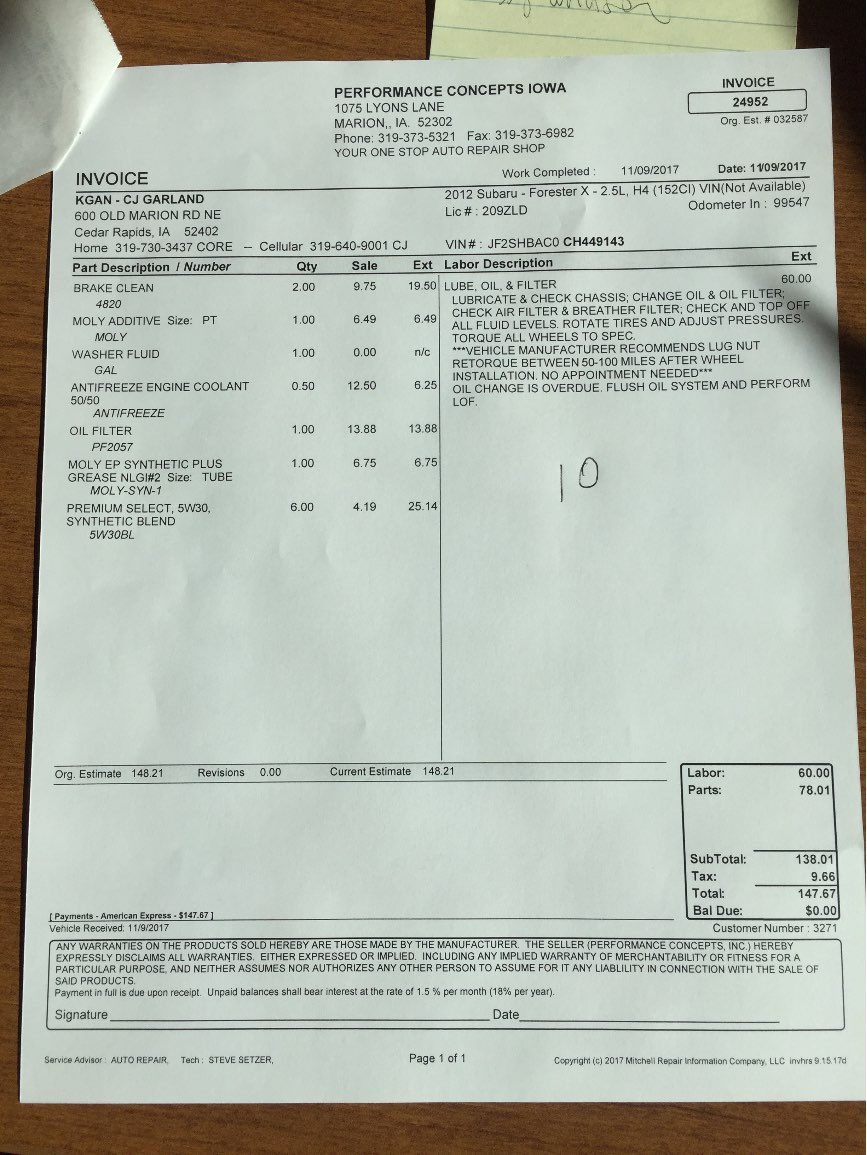 PERFORMANCE CONCEPTS IOWA
1075 LYONS LANE
MARION,, IA. 52302
Phone: 319-373-5321 Fax: 319-373-6982
YOUR ONE STOP AUTO REPAIR SHOP
INVOICE
24952
Org. Est. # 032587
INVOICE
Work Completed : 11/09/2017 Date: 11/09/2017
KGAN - CJ GARLAND
600 OLD MARION RD NE
Cedar Rapids, IA 52402
Home 319-730-3437 CORE -- Cellular 319-640-9001 CJ
2012 Subaru - Forester X - 2.5L, H4 (152CI) VIN(Not Available)
Lic # : 209ZLD Odometer In : 99547
VIN # : JF2SHBAC0 CH449143
Part Description / Number Qty Sale Ext
BRAKE CLEAN 2.00 9.75 19.50
4820
MOLY ADDITIVE Size: PT 1.00 6.49 6.49
MOLY
WASHER FLUID 1.00 0.00 n/c
GAL
ANTIFREEZE ENGINE COOLANT 0.50 12.50 6.25
50/50
ANTIFREEZE
OIL FILTER 1.00 13.88 13.88
PF2057
MOLY EP SYNTHETIC PLUS 1.00 6.75 6.75
GREASE NLGI#2 Size: TUBE
MOLY-SYN-1
PREMIUM SELECT, 5W30, 6.00 4.19 25.14
SYNTHETIC BLEND
5W30BL
Labor Description Ext
LUBE, OIL, & FILTER 60.00
LUBRICATE & CHECK CHASSIS; CHANGE OIL & OIL FILTER;
CHECK AIR FILTER & BREATHER FILTER; CHECK AND TOP OFF
ALL FLUID LEVELS. ROTATE TIRES AND ADJUST PRESSURES.
TORQUE ALL WHEELS TO SPEC.
***VEHICLE MANUFACTURER RECOMMENDS LUG NUT
RETORQUE BETWEEN 50-100 MILES AFTER WHEEL
INSTALLATION. NO APPOINTMENT NEEDED***
OIL CHANGE IS OVERDUE. FLUSH OIL SYSTEM AND PERFORM
LOF.
10
Org. Estimate 148.21 Revisions 0.00 Current Estimate 148.21
Labor: 60.00
Parts: 78.01
SubTotal: 138.01
Tax: 9.66
Total: 147.67
Bal Due: $0.00
[ Payments - American Express - $147.67 ]
Vehicle Received: 11/9/2017
Customer Number : 3271
ANY WARRANTIES ON THE PRODUCTS SOLD HEREBY ARE THOSE MADE BY THE MANUFACTURER. THE SELLER (PERFORMANCE CONCEPTS, INC.) HEREBY
EXPRESSLY DISCLAIMS ALL WARRANTIES. EITHER EXPRESSED OR IMPLIED. INCLUDING ANY IMPLIED WARRANTY OF MERCHANTABILITY OR FITNESS FOR A
PARTICULAR PURPOSE, AND NEITHER ASSUMES NOR AUTHORIZES ANY OTHER PERSON TO ASSUME FOR IT ANY LIABLILITY IN CONNECTION WITH THE SALE OF
SAID PRODUCTS.
Payment in full is due upon receipt. Unpaid balances shall bear interest at the rate of 1.5 % per month (18% per year).
Signature Date
Service Advisor : AUTO REPAIR, Tech : STEVE SETZER,
Page 1 of 1
Copyright (c) 2017 Mitchell Repair Information Company, LLC invhrs 9.15.17d